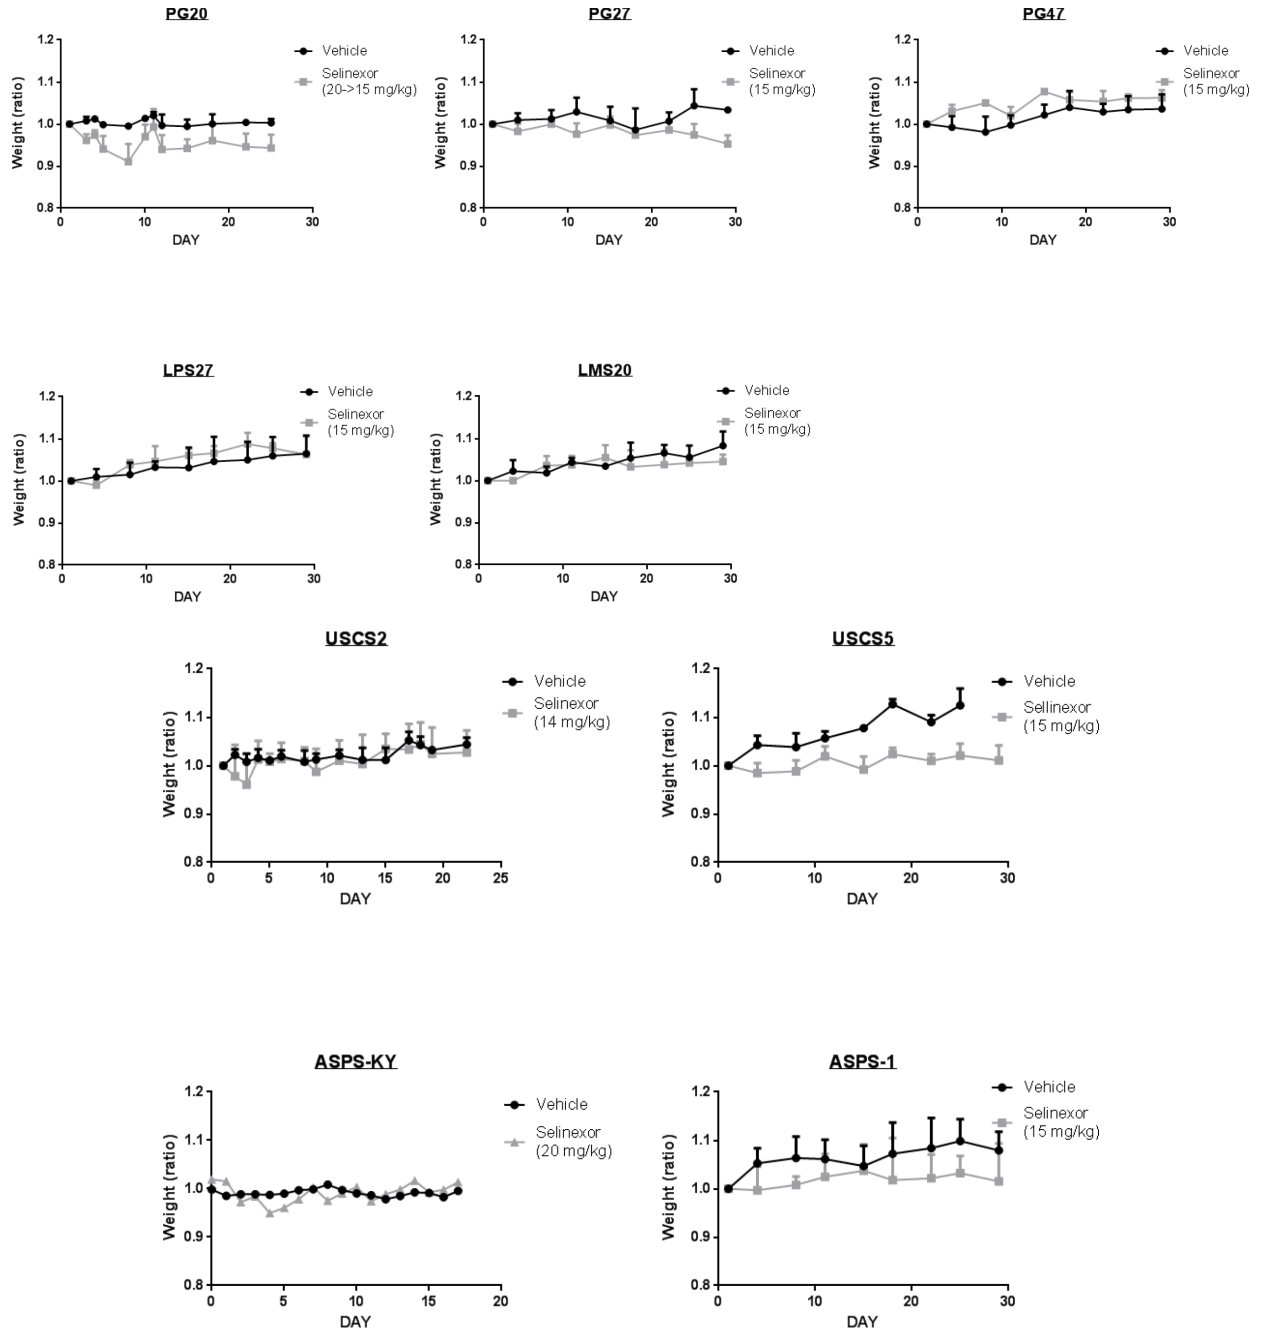 PG20
1.2
1.1
1.0
0.9
0.8
Weight (ratio)
0
10
20
30
DAY
Vehicle
Selinexor
(20->15 mg/kg)
PG27
1.2
1.1
1.0
0.9
0.8
Weight (ratio)
0
10
20
30
DAY
Vehicle
Selinexor
(15 mg/kg)
PG47
1.2
1.1
1.0
0.9
0.8
Weight (ratio)
0
10
20
30
DAY
Vehicle
Selinexor
(15 mg/kg)
LPS27
1.2
1.1
1.0
0.9
0.8
Weight (ratio)
0
10
20
30
DAY
Vehicle
Selinexor
(15 mg/kg)
LMS20
1.2
1.1
1.0
0.9
0.8
Weight (ratio)
0
10
20
30
DAY
Vehicle
Selinexor
(15 mg/kg)
USCS2
1.2
1.1
1.0
0.9
0.8
Weight (ratio)
0
5
10
15
20
25
DAY
Vehicle
Selinexor
(14 mg/kg)
USCS5
1.2
1.1
1.0
0.9
0.8
Weight (ratio)
0
10
20
30
DAY
Vehicle
Sellinexor
(15 mg/kg)
ASPS-KY
1.2
1.1
1.0
0.9
0.8
Weight (ratio)
0
5
10
15
20
DAY
Vehicle
Selinexor
(20 mg/kg)
ASPS-1
1.2
1.1
1.0
0.9
0.8
Weight (ratio)
0
10
20
30
DAY
Vehicle
Selinexor
(15 mg/kg)